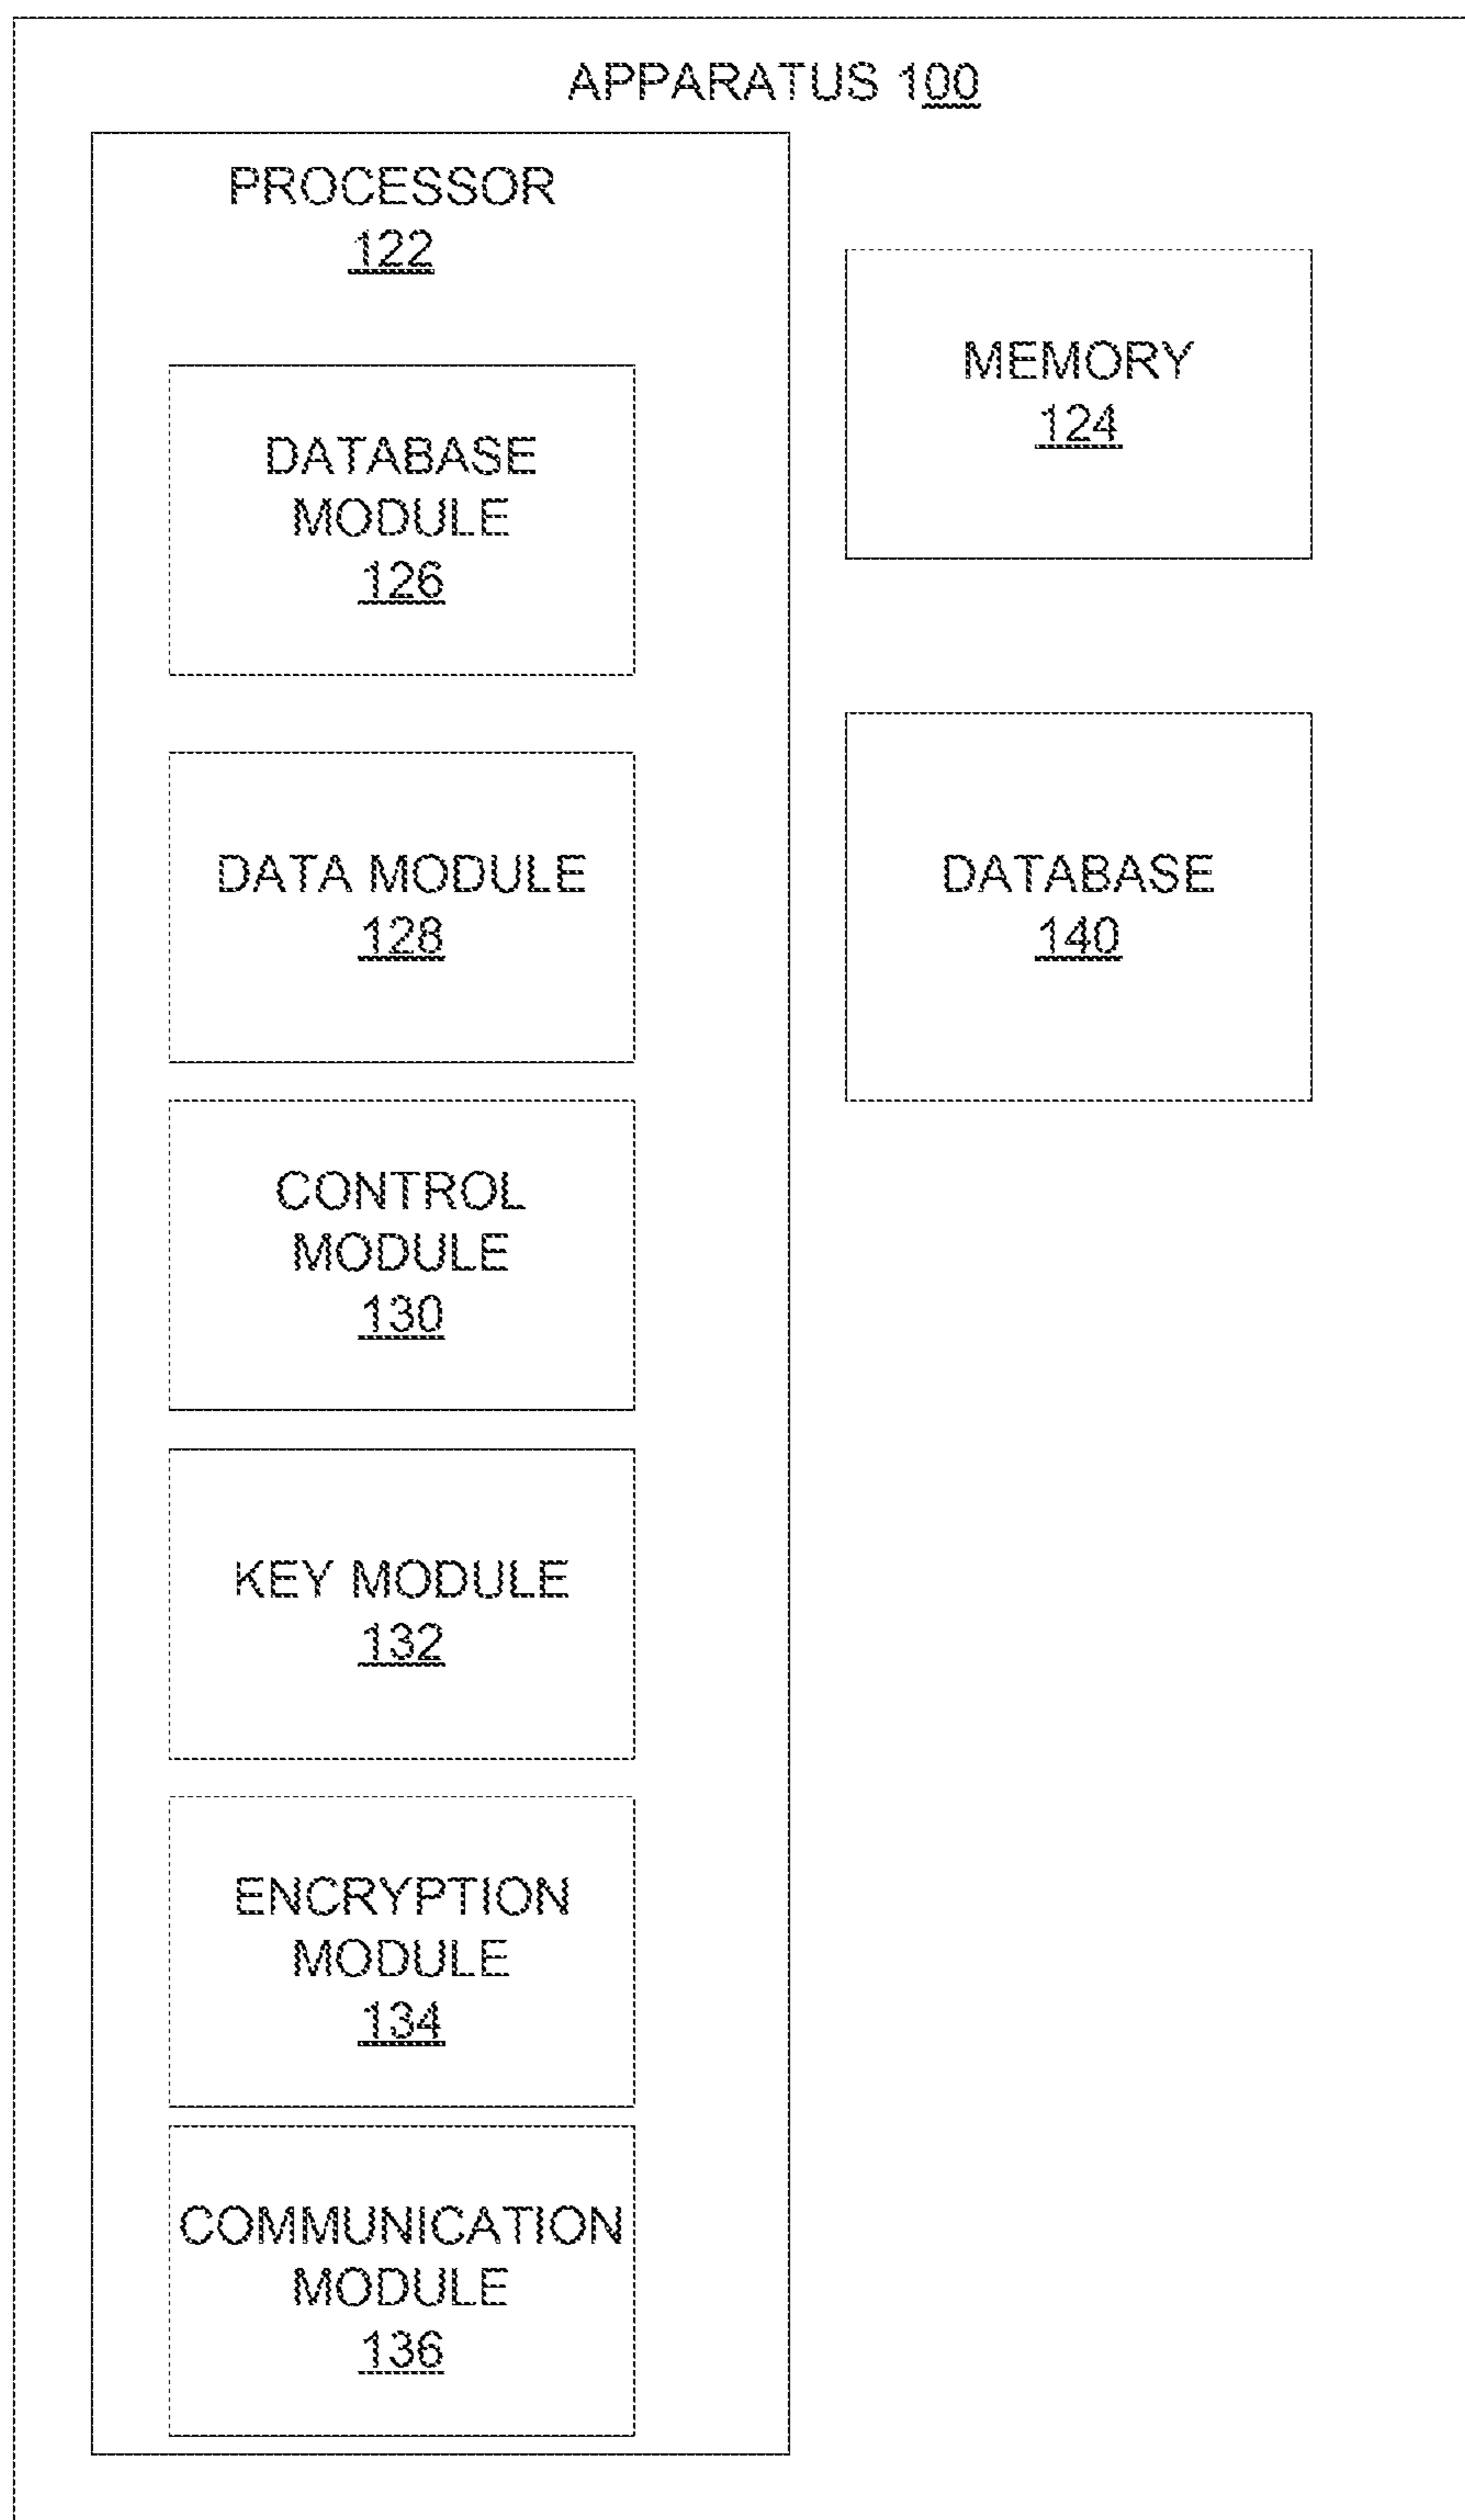 APPARATUS 100
PROCESSOR
122
DATABASE
MODULE
126
DATA MODULE
128
CONTROL
MODULE
130
KEY MODULE
132
ENCRYPTION
MODULE
134
COMMUNICATION
MODULE
136
MEMORY
124
DATABASE
140